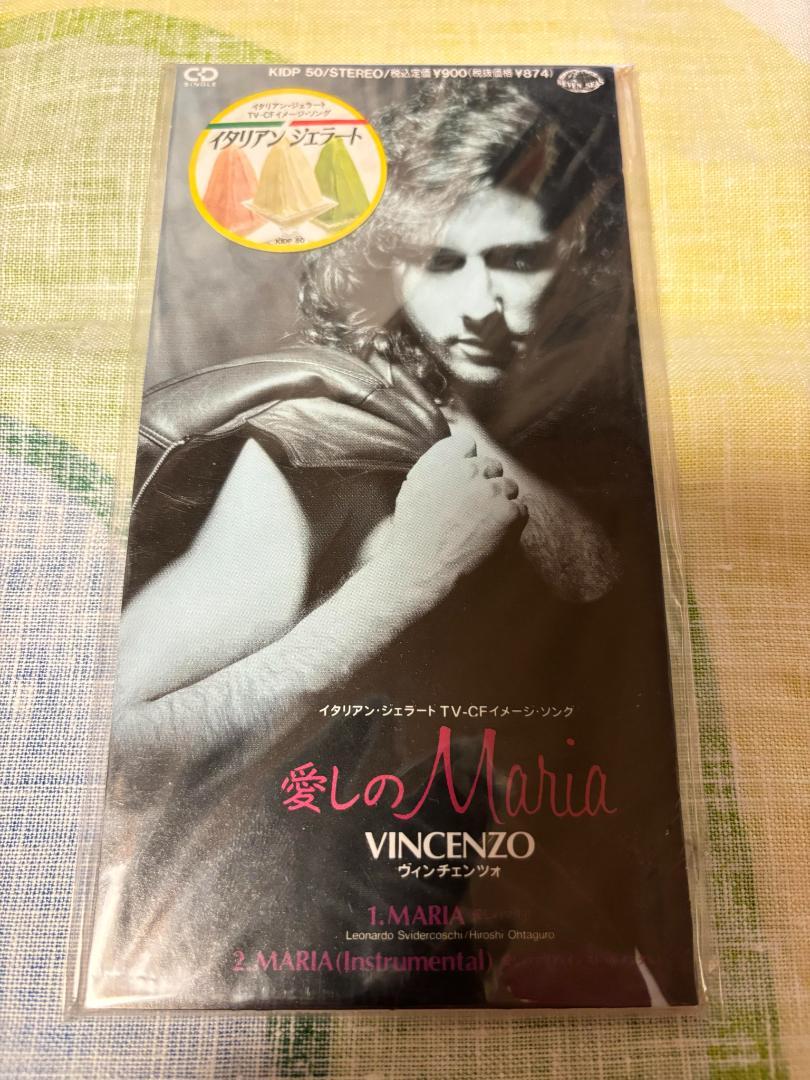 CD
SINGLE
KIDP 50/STEREO/税込定価¥900(税抜価格¥874)
SEVEN SEAS
イタリアン・ジェラート
TV-CFイメージ・ソング
イタリアン ジェラート
KIDP 50
イタリアン・ジェラート TV-CFイメージ・ソング
愛しのMaria
VINCENZO
ヴィンチェンツォ
1.MARIA
Leonardo Svidercoschi/Hiroshi Ohtaguro
2.MARIA(Instrumental)